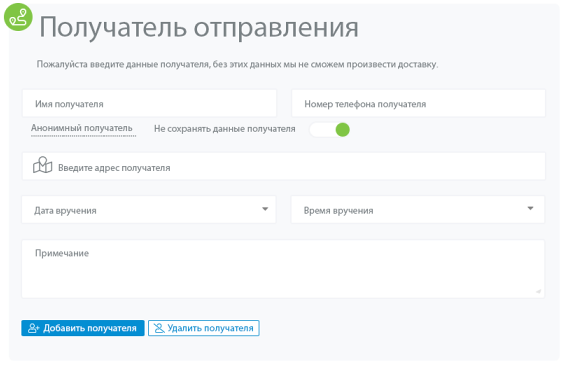 Получатель отправления
Пожалуйста введите данные получателя, без этих данных мы не сможем произвести доставку.
Имя получателя
Номер телефона получателя
Анонимный получатель
Не сохранять данные получателя
Введите адрес получателя
Дата вручения
Время вручения
Примечание
Добавить получателя
Удалить получателя